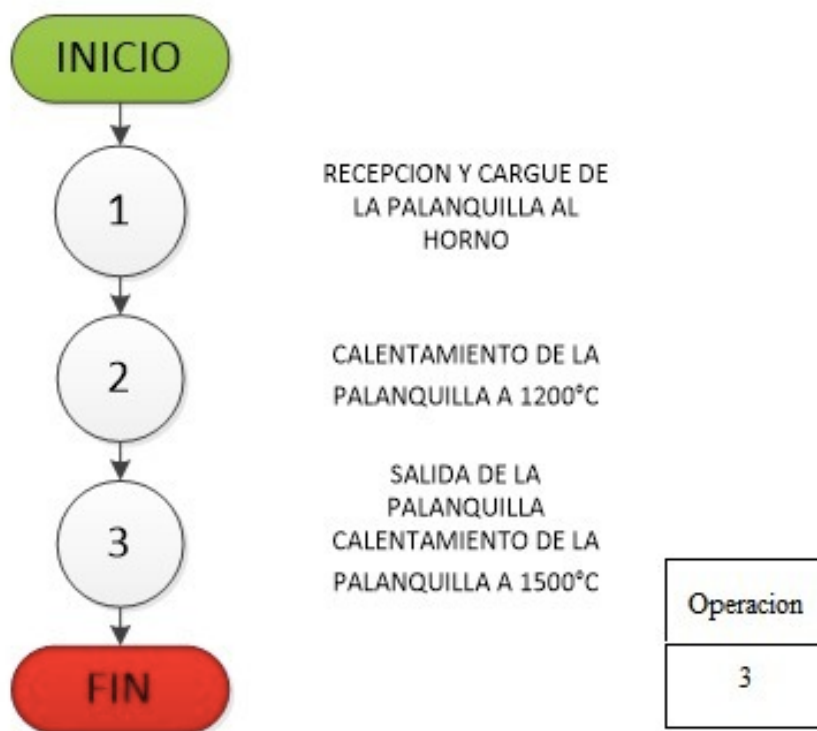 INICIO
1
RECEPCION Y CARGUE DE
LA PALANQUILLA AL
HORNO
2
CALENTAMIENTO DE LA
PALANQUILLA A 1200°C
3
SALIDA DE LA
PALANQUILLA
CALENTAMIENTO DE LA
PALANQUILLA A 1500°C
FIN
Operacion
3